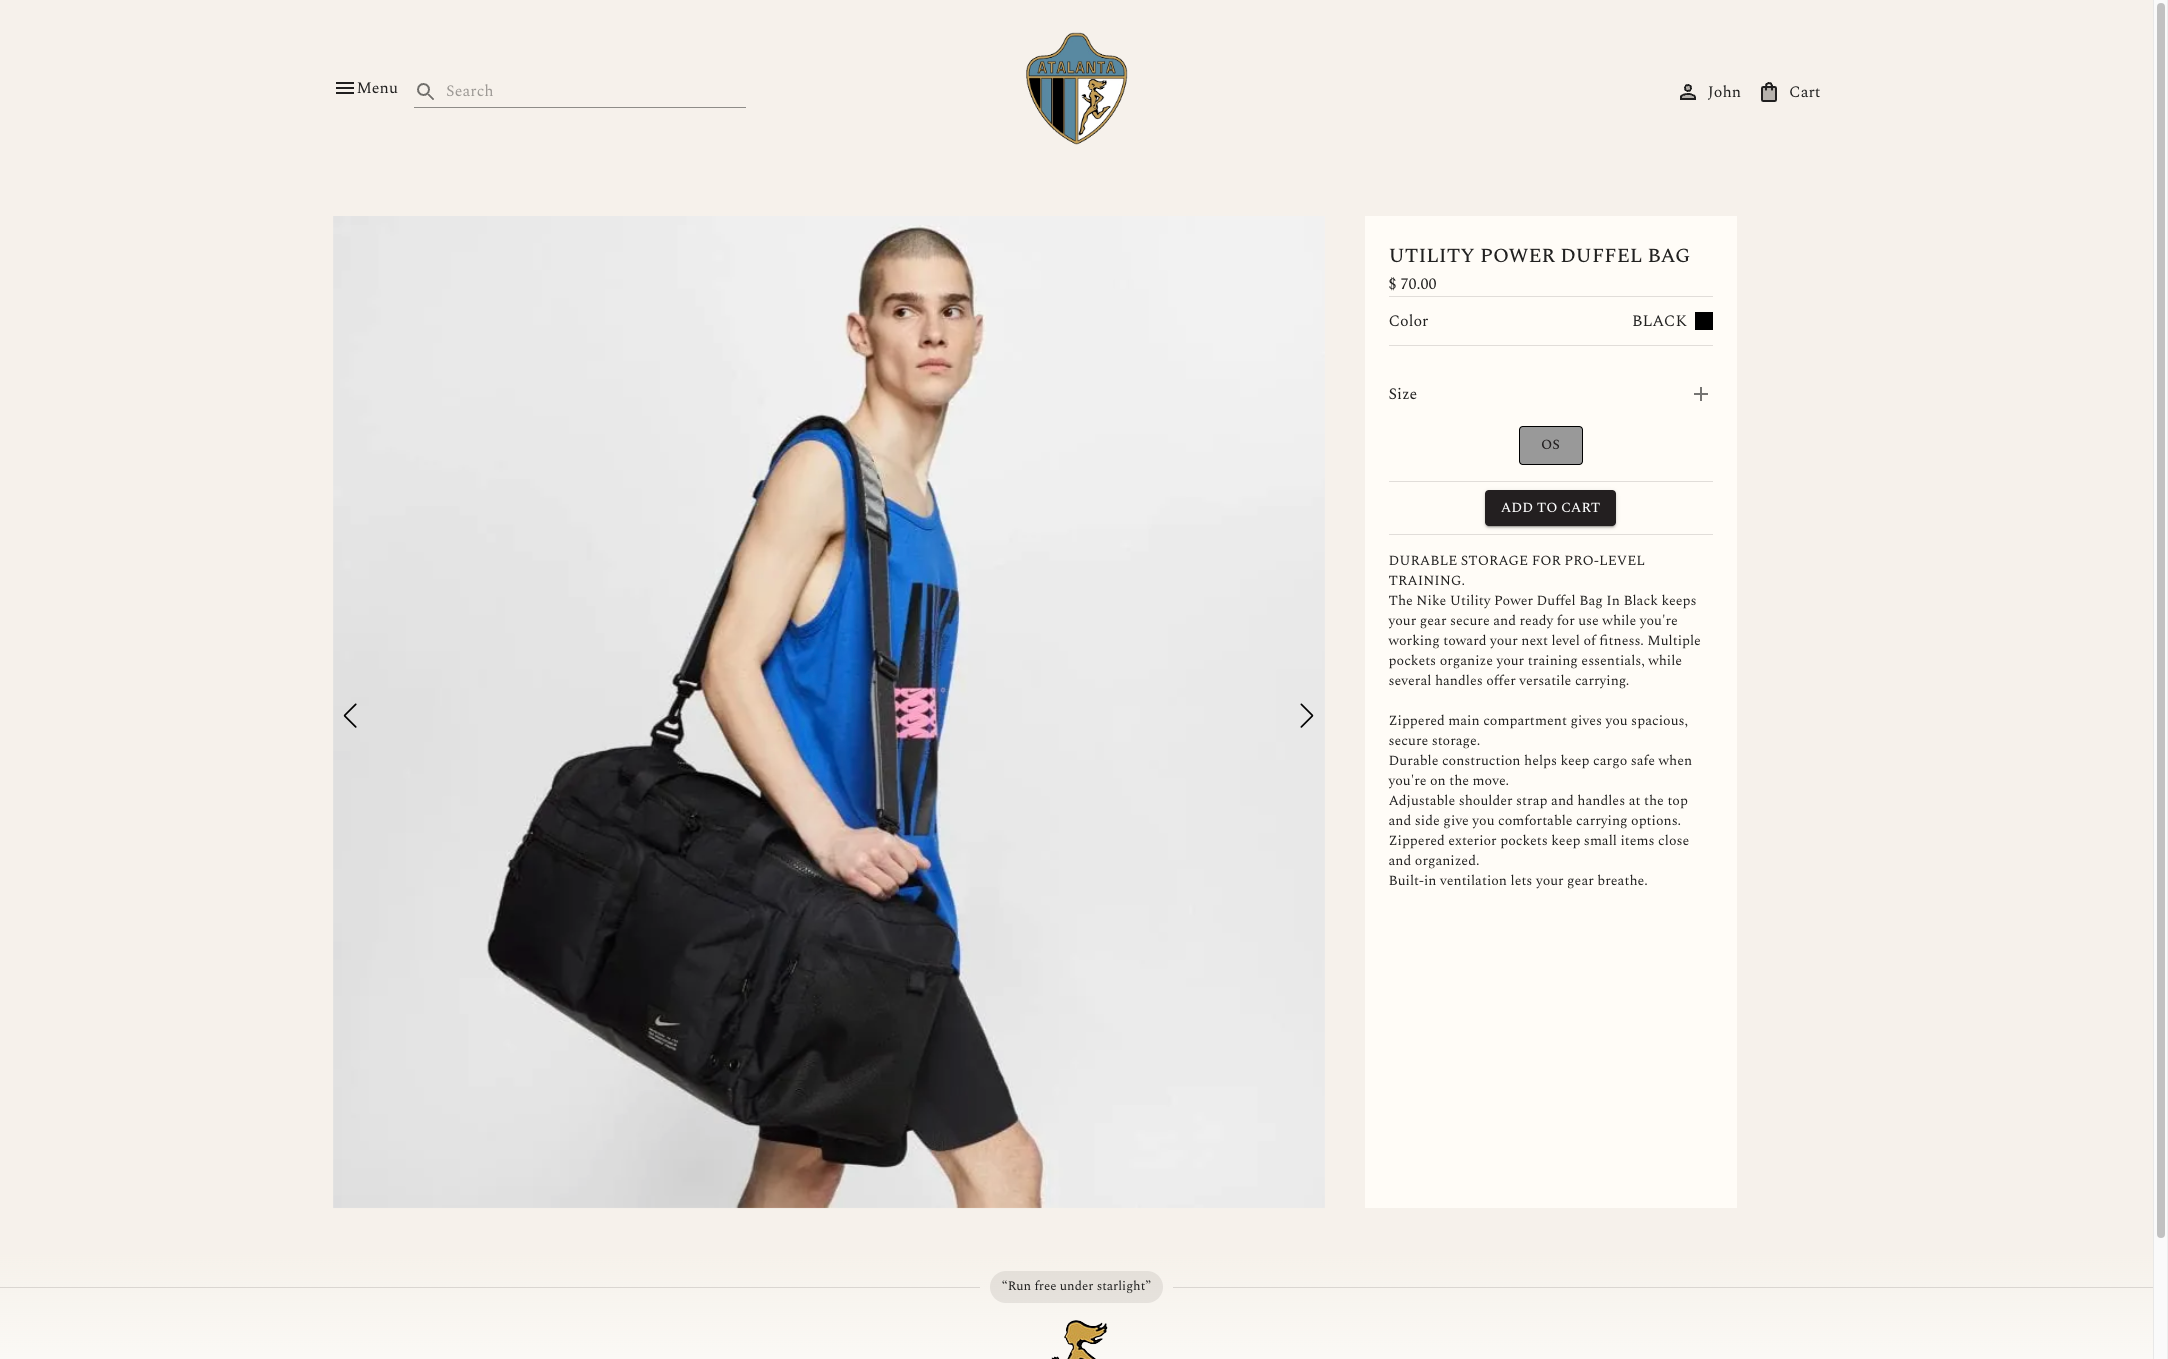 Menu
Search
ATALANTA
John
Cart
UTILITY POWER DUFFEL BAG
$ 70.00
Color
BLACK
Size
OS
ADD TO CART
DURABLE STORAGE FOR PRO-LEVEL
TRAINING.
The Nike Utility Power Duffel Bag In Black keeps
your gear secure and ready for use while you're
working toward your next level of fitness. Multiple
pockets organize your training essentials, while
several handles offer versatile carrying.
Zippered main compartment gives you spacious,
secure storage.
Durable construction helps keep cargo safe when
you're on the move.
Adjustable shoulder strap and handles at the top
and side give you comfortable carrying options.
Zippered exterior pockets keep small items close
and organized.
Built-in ventilation lets your gear breathe.
“Run free under starlight”